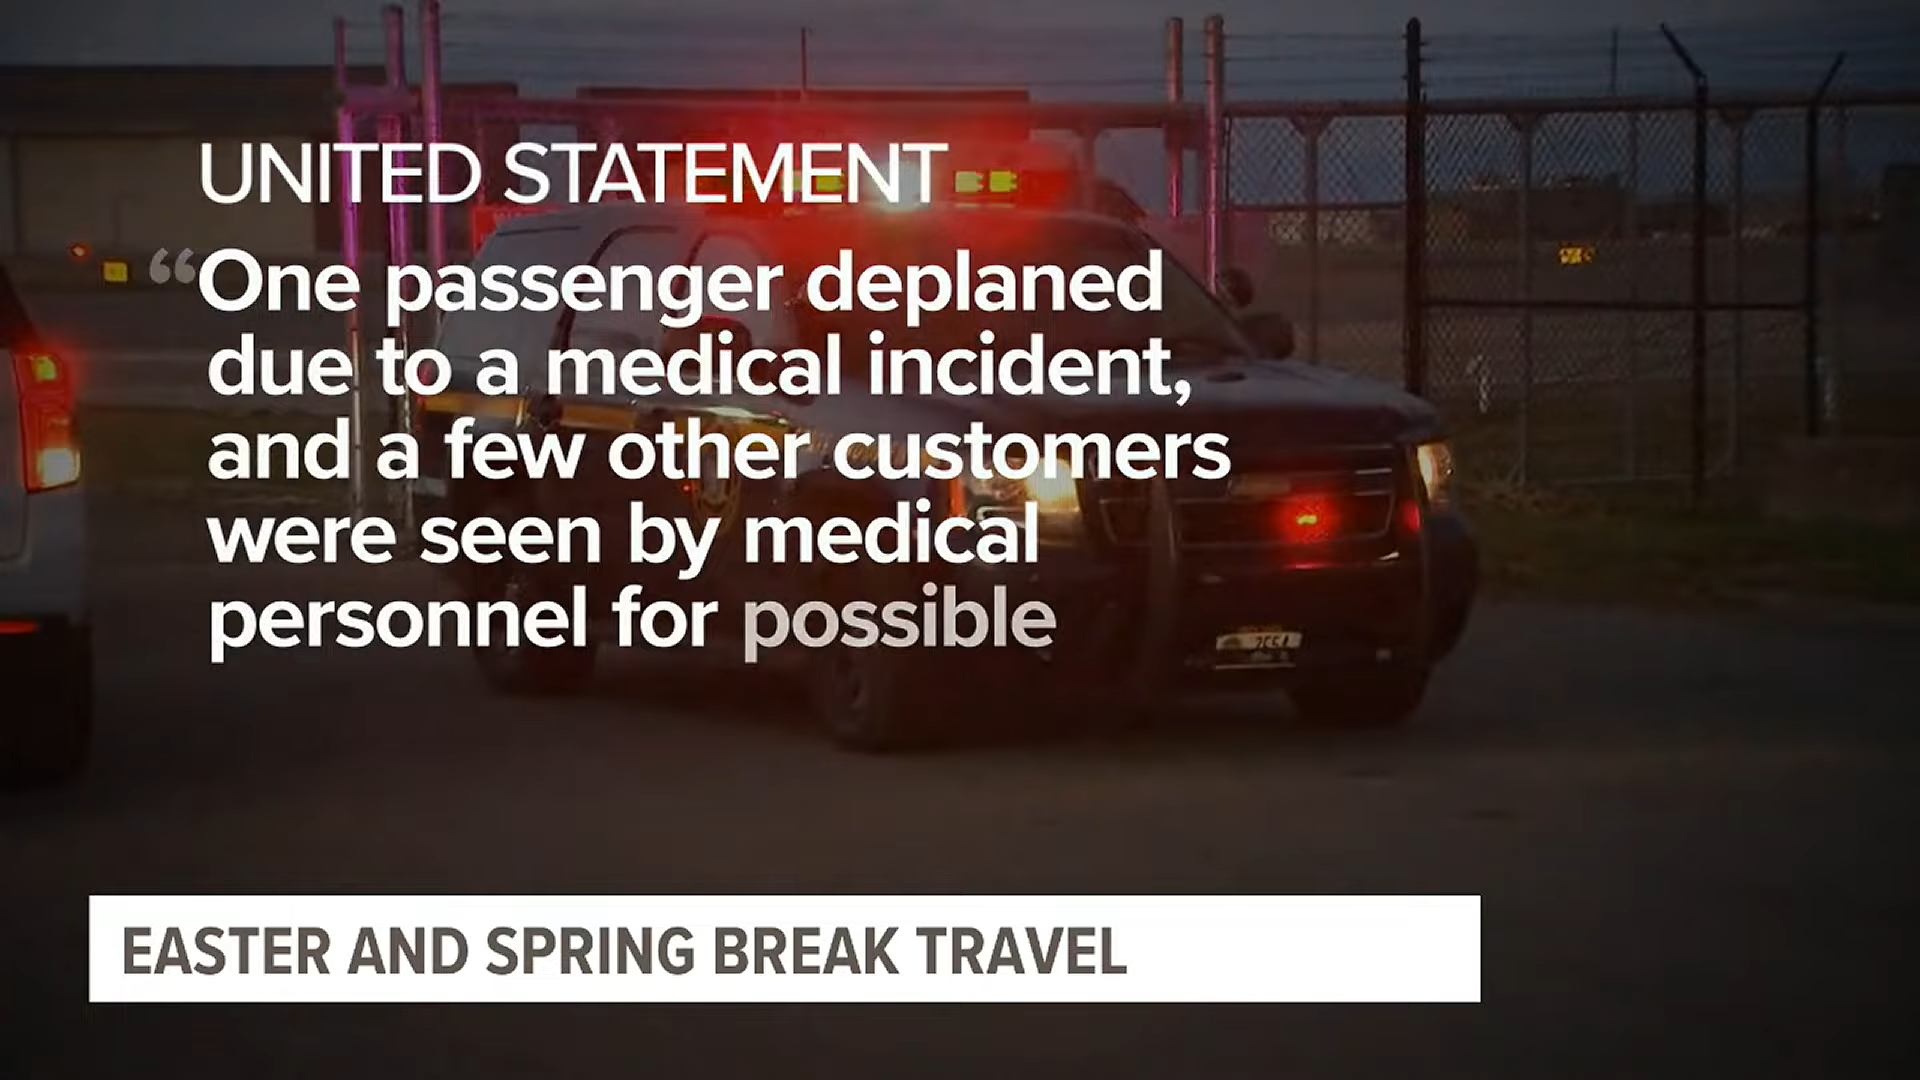 UNITED STATEMENT
“One passenger deplaned
due to a medical incident,
and a few other customers
were seen by medical
personnel for possible
EASTER AND SPRING BREAK TRAVEL